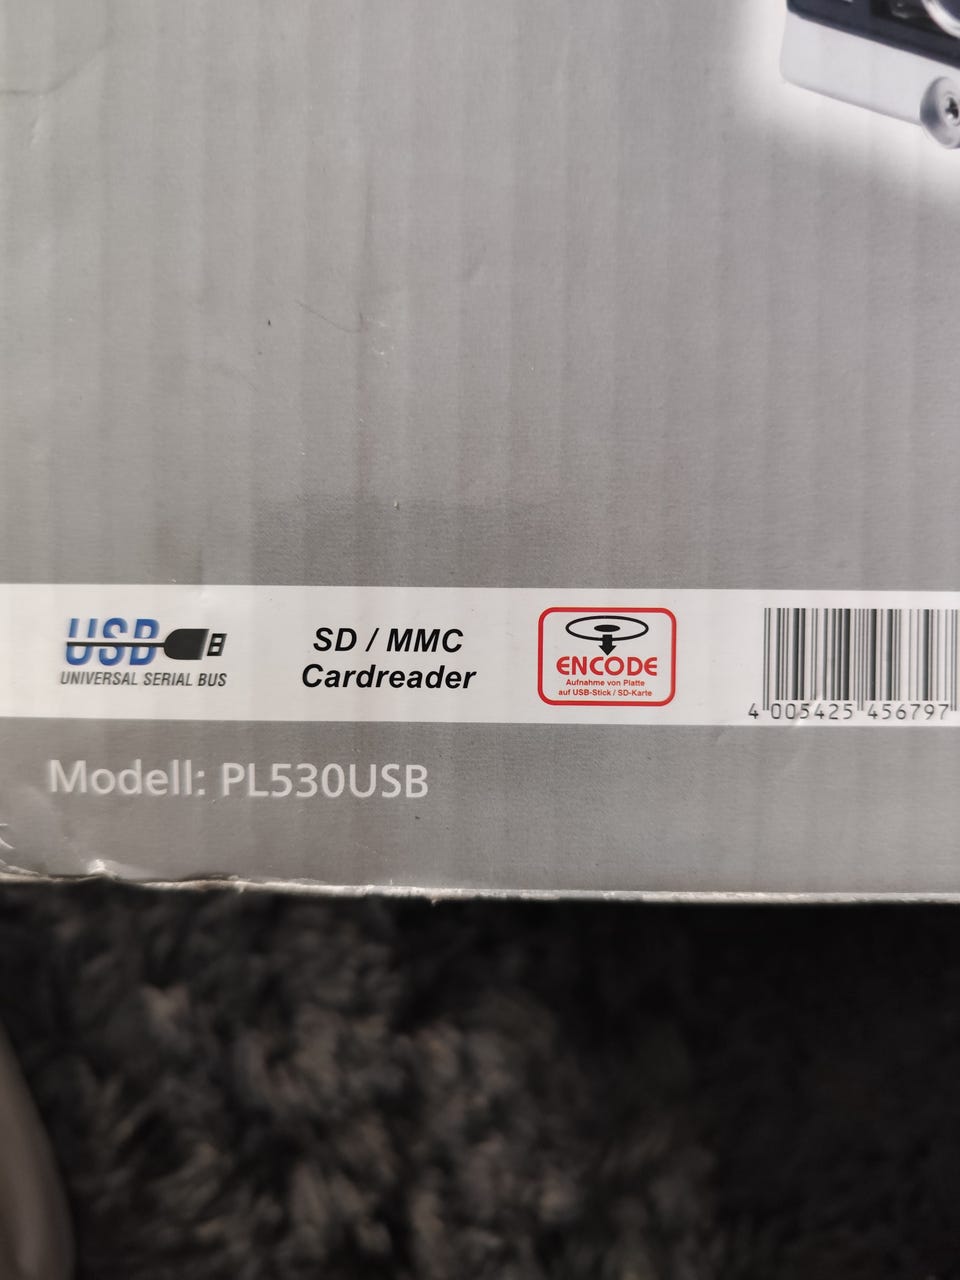 USB
UNIVERSAL SERIAL BUS
SD / MMC
Cardreader
ENCODE
Aufnahme von Platte
auf USB-Stick / SD-Karte
4 005425 456797
Modell: PL530USB